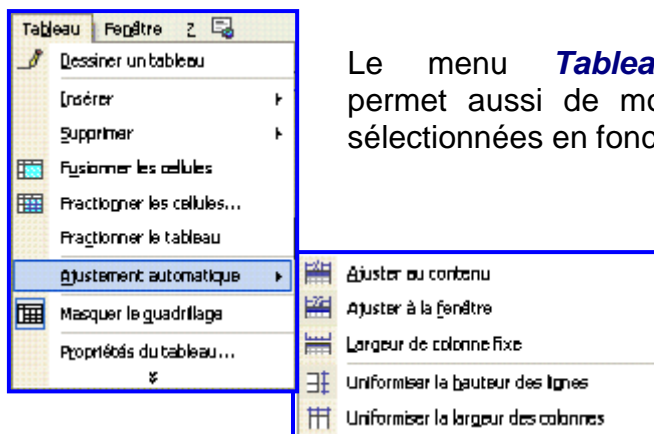 Tableau Fenêtre ?
Dessiner un tableau
Insérer
Supprimer
Fusionner les cellules
Fractionner les cellules...
Fractionner le tableau
Ajustement automatique
Masquer le quadrillage
Propriétés du tableau...
Le menu Tablea
permet aussi de mo
sélectionnées en fonc
Ajuster au contenu
Ajuster à la fenêtre
Largeur de colonne fixe
Uniformiser la hauteur des lignes
Uniformiser la largeur des colonnes